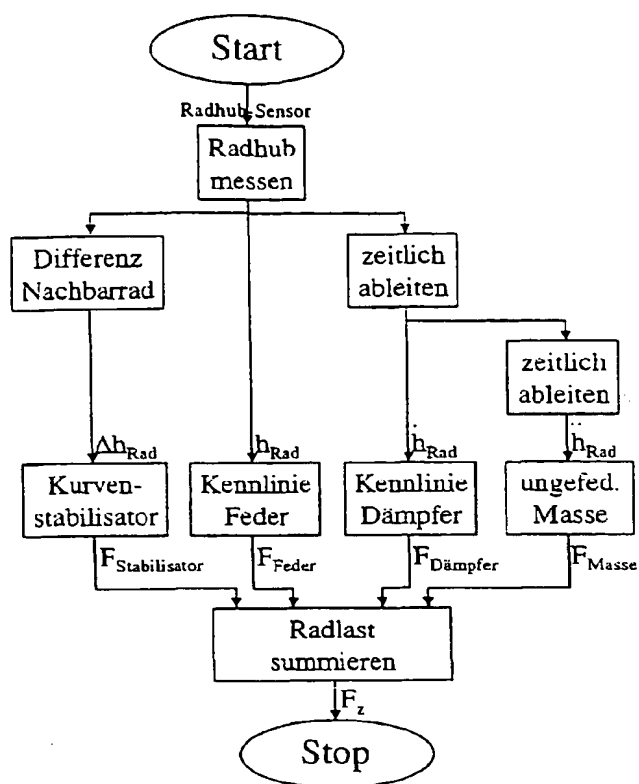 Start
Radhub-Sensor
Radhub
messen
Differenz
Nachbarrad
zeitlich
ableiten
zeitlich
ableiten
Δh_Rad
h_Rad
ḣ_Rad
ḧ_Rad
Kurven-
stabilisator
Kennlinie
Feder
Kennlinie
Dämpfer
ungefed.
Masse
F_Stabilisator
F_Feder
F_Dämpfer
F_Masse
Radlast
summieren
F_z
Stop